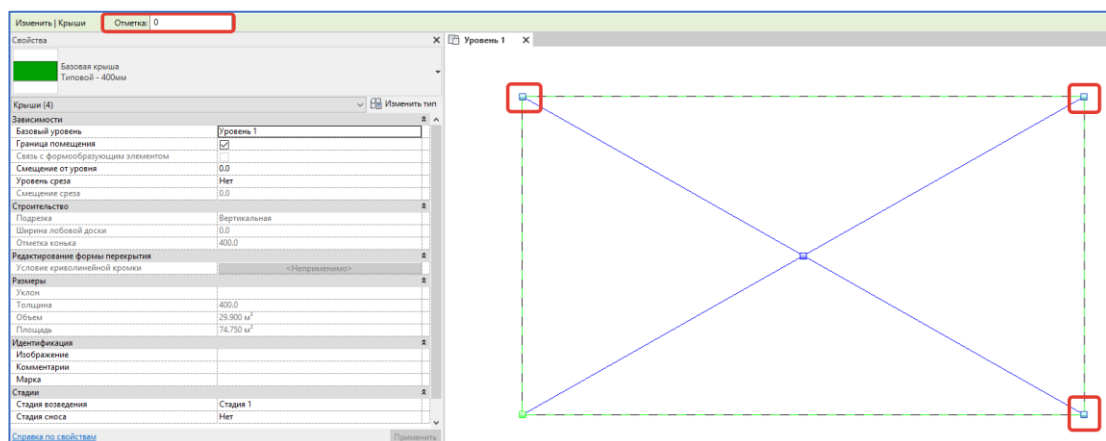 Изменить | Крыши Отметка: 0
Свойства
Уровень 1
Базовая крыша
Типовой - 400мм
Крыши (4) Изменить тип
Зависимости
Базовый уровень Уровень 1
Граница помещения
Связь с формообразующим элементом
Смещение от уровня 0.0
Уровень среза Нет
Смещение среза 0.0
Строительство
Подрезка Вертикальная
Ширина лобовой доски 0.0
Отметка конька 400.0
Редактирование формы перекрытия
Условие криволинейной кромки <Неприменимо>
Размеры
Уклон
Толщина 400.0
Объем 29.900 м³
Площадь 74.750 м²
Идентификация
Изображение
Комментарии
Марка
Стадии
Стадия возведения Стадия 1
Стадия сноса Нет
Справка по свойствам Применить